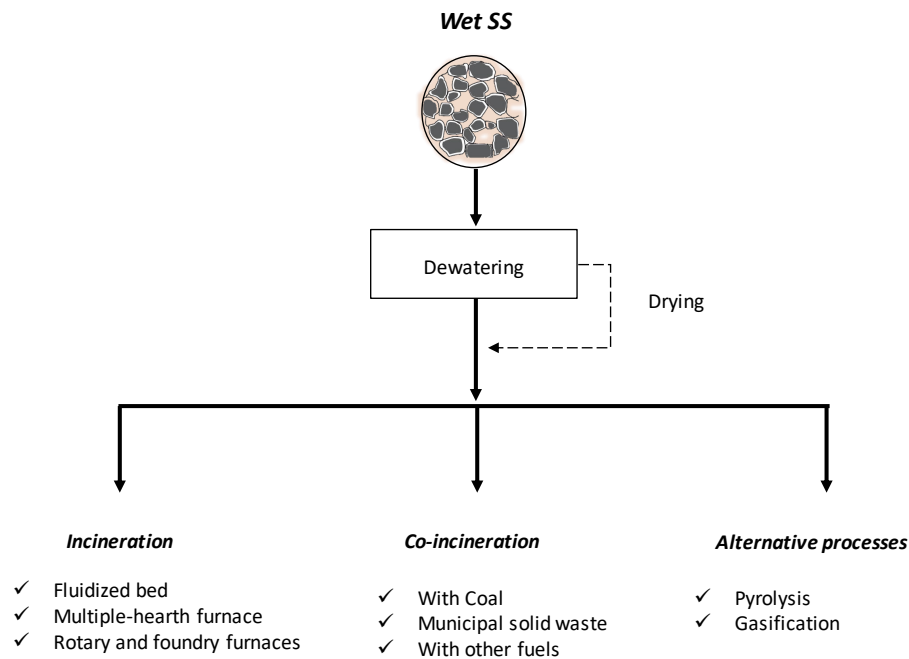 Wet SS
Dewatering
Drying
Incineration
✓ Fluidized bed
✓ Multiple-hearth furnace
✓ Rotary and foundry furnaces
Co-incineration
✓ With Coal
✓ Municipal solid waste
✓ With other fuels
Alternative processes
✓ Pyrolysis
✓ Gasification